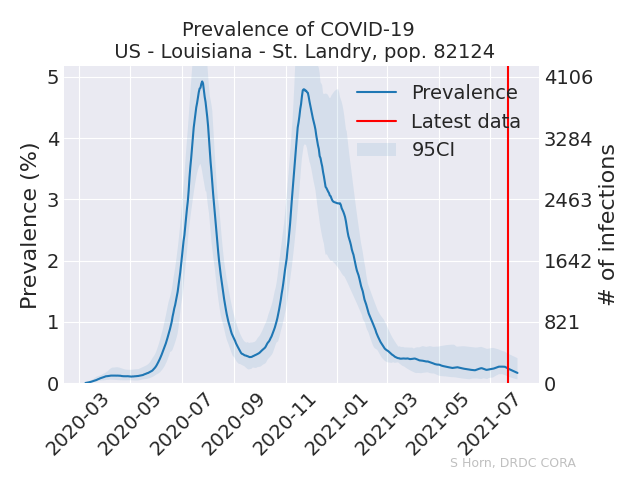 Prevalence of COVID-19
US - Louisiana - St. Landry, pop. 82124
Prevalence (%)
5
4
3
2
1
0
4106
3284
2463
1642
821
0
# of infections
Prevalence
Latest data
95CI
2020-03
2020-05
2020-07
2020-09
2020-11
2021-01
2021-03
2021-05
2021-07
S Horn, DRDC CORA